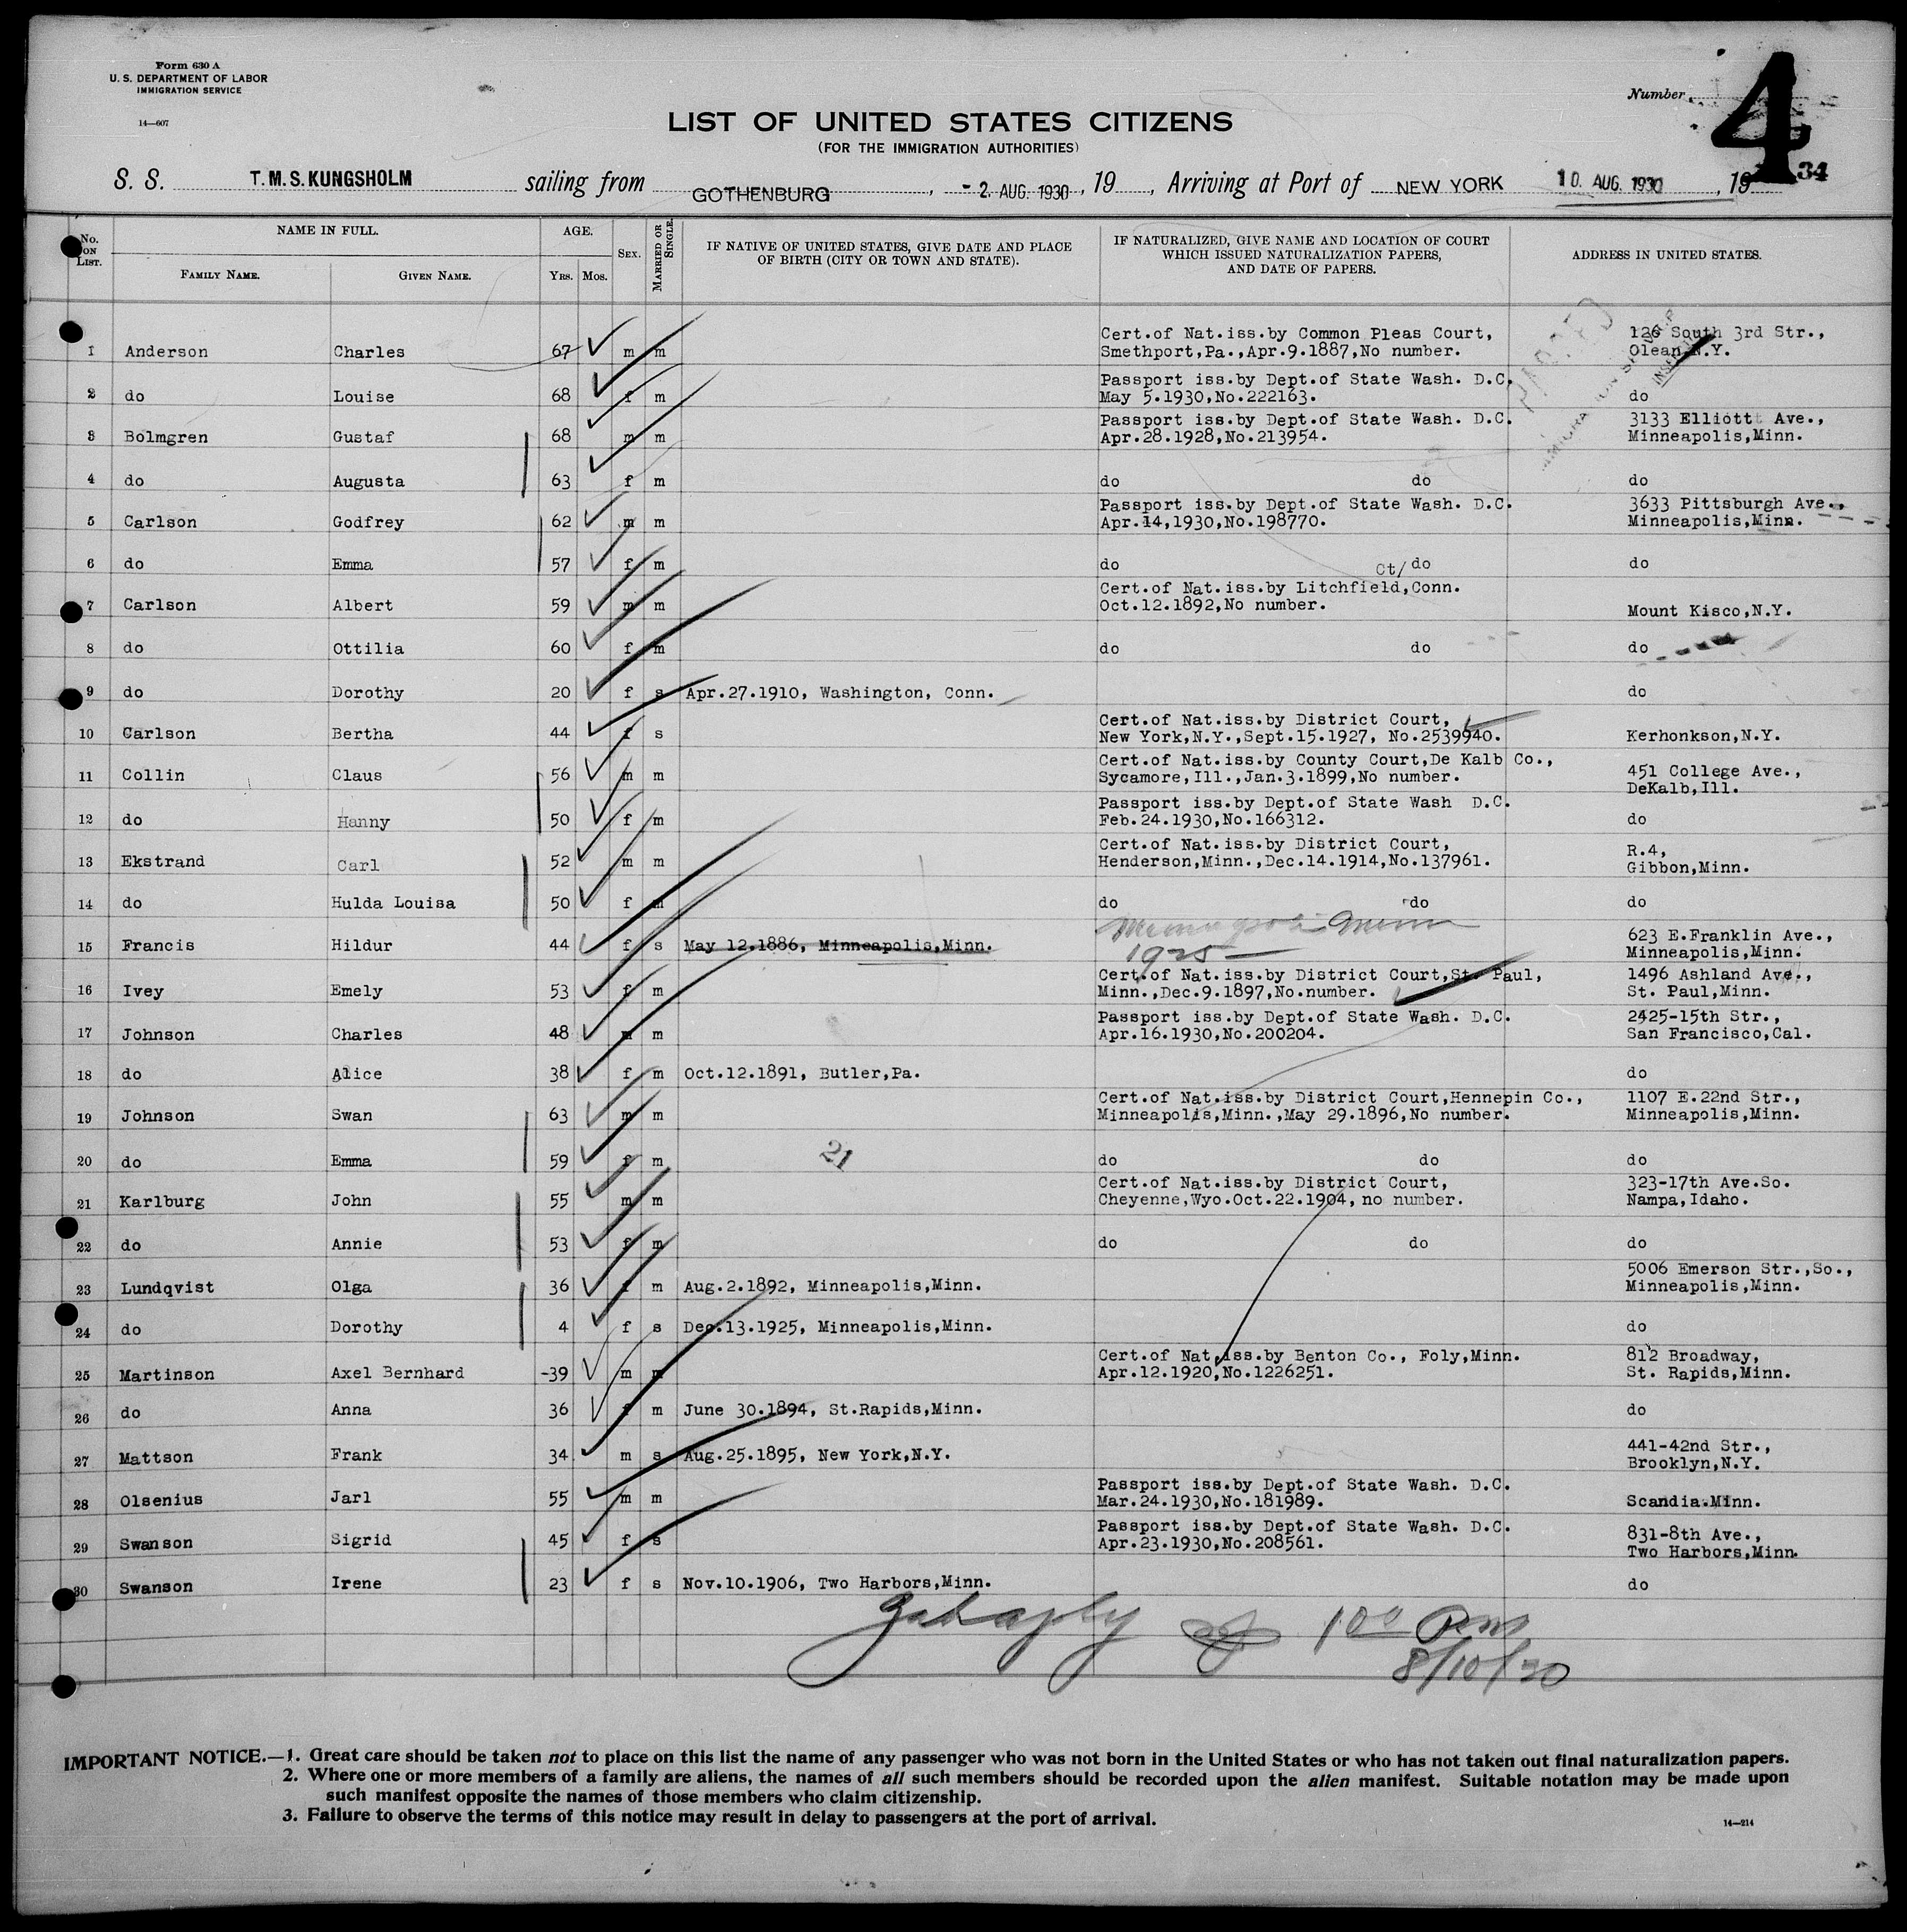 Form 630 A
U. S. DEPARTMENT OF LABOR
IMMIGRATION SERVICE
14—607
Number
4
34
LIST OF UNITED STATES CITIZENS
(FOR THE IMMIGRATION AUTHORITIES)
S. S. T.M.S.KUNGSHOLM sailing from GOTHENBURG, - 2. AUG. 1930, 19 , Arriving at Port of NEW YORK 10. AUG. 1930, 19
No. ON LIST. NAME IN FULL. FAMILY NAME. GIVEN NAME. AGE. YRS. MOS. SEX. MARRIED OR SINGLE. IF NATIVE OF UNITED STATES, GIVE DATE AND PLACE OF BIRTH (CITY OR TOWN AND STATE). IF NATURALIZED, GIVE NAME AND LOCATION OF COURT WHICH ISSUED NATURALIZATION PAPERS, AND DATE OF PAPERS. ADDRESS IN UNITED STATES.
1 Anderson Charles 67 m m Cert.of Nat.iss.by Common Pleas Court, Smethport,Pa.,Apr.9.1887,No number. 126 South 3rd Str., Olean,N.Y.
2 do Louise 68 f m Passport iss.by Dept.of State Wash. D.C. May 5.1930,No.222163. do
3 Bolmgren Gustaf 68 m m Passport iss.by Dept.of State Wash. D.C. Apr.28.1928,No.213954. 3133 Elliott Ave., Minneapolis,Minn.
4 do Augusta 63 f m do do do
5 Carlson Godfrey 62 m m Passport iss.by Dept.of State Wash. D.C. Apr.14,1930,No.198770. 3633 Pittsburgh Ave., Minneapolis,Minn.
6 do Emma 57 f m do do do
7 Carlson Albert 59 m m Cert.of Nat.iss.by Litchfield, Ct/ Conn. Oct.12.1892,No number. Mount Kisco,N.Y.
8 do Ottilia 60 f m do do do
9 do Dorothy 20 f s Apr.27.1910, Washington, Conn. do
10 Carlson Bertha 44 f s Cert.of Nat.iss.by District Court, New York,N.Y.,Sept.15.1927, No.2539940. Kerhonkson,N.Y.
11 Collin Claus 56 m m Cert.of Nat.iss.by County Court,De Kalb Co., Sycamore,Ill.,Jan.3.1899,No number. 451 College Ave., DeKalb,Ill.
12 do Hanny 50 f m Passport iss.by Dept.of State Wash D.C. Feb.24.1930,No.166312. do
13 Ekstrand Carl 52 m m Cert.of Nat.iss.by District Court, Henderson,Minn.,Dec.14.1914,No.137961. R.4, Gibbon,Minn.
14 do Hulda Louisa 50 f m do do do
15 Francis Hildur 44 f s May 12.1886, Minneapolis,Minn. Minneapolis Minn 1925 — 623 E.Franklin Ave., Minneapolis,Minn.
16 Ivey Emely 53 f m Cert.of Nat.iss.by District Court,St. Paul, Minn.,Dec.9.1897,No.number. 1496 Ashland Ave., St. Paul,Minn.
17 Johnson Charles 48 m m Passport iss.by Dept.of State Wash. D.C. Apr.16.1930,No.200204. 2425-15th Str., San Francisco,Cal.
18 do Alice 38 f m Oct.12.1891, Butler,Pa. do
19 Johnson Swan 63 m m Cert.of Nat.iss.by District Court,Hennepin Co., Minneapolis,Minn.,May 29.1896,No number. 1107 E.22nd Str., Minneapolis,Minn.
20 do Emma 59 f m 21 do do do
21 Karlburg John 55 m m Cert.of Nat.iss.by District Court, Cheyenne,Wyo.Oct.22.1904, no number. 323-17th Ave.So. Nampa,Idaho.
22 do Annie 53 f m do do do
23 Lundqvist Olga 36 f m Aug.2.1892, Minneapolis,Minn. 5006 Emerson Str.,So., Minneapolis,Minn.
24 do Dorothy 4 f s Dec.13.1925, Minneapolis,Minn. do
25 Martinson Axel Bernhard -39 m m Cert.of Nat.iss.by Benton Co., Foly,Minn. Apr.12.1920,No.1226251. 812 Broadway, St. Rapids,Minn.
26 do Anna 36 f m June 30.1894, St.Rapids,Minn. do
27 Mattson Frank 34 m s Aug.25.1895, New York,N.Y. 441-42nd Str., Brooklyn,N.Y.
28 Olsenius Jarl 55 m m Passport iss.by Dept.of State Wash. D.C. Mar.24.1930,No.181989. Scandia.Minn.
29 Swanson Sigrid 45 f s Passport iss.by Dept.of State Wash. D.C. Apr.23.1930,No.208561. 831-8th Ave., Two Harbors,Minn.
30 Swanson Irene 23 f s Nov.10.1906, Two Harbors,Minn. do
1 00 Pm
8/10/30
IMPORTANT NOTICE.—1. Great care should be taken not to place on this list the name of any passenger who was not born in the United States or who has not taken out final naturalization papers.
2. Where one or more members of a family are aliens, the names of all such members should be recorded upon the alien manifest. Suitable notation may be made upon
such manifest opposite the names of those members who claim citizenship.
3. Failure to observe the terms of this notice may result in delay to passengers at the port of arrival.
14—214